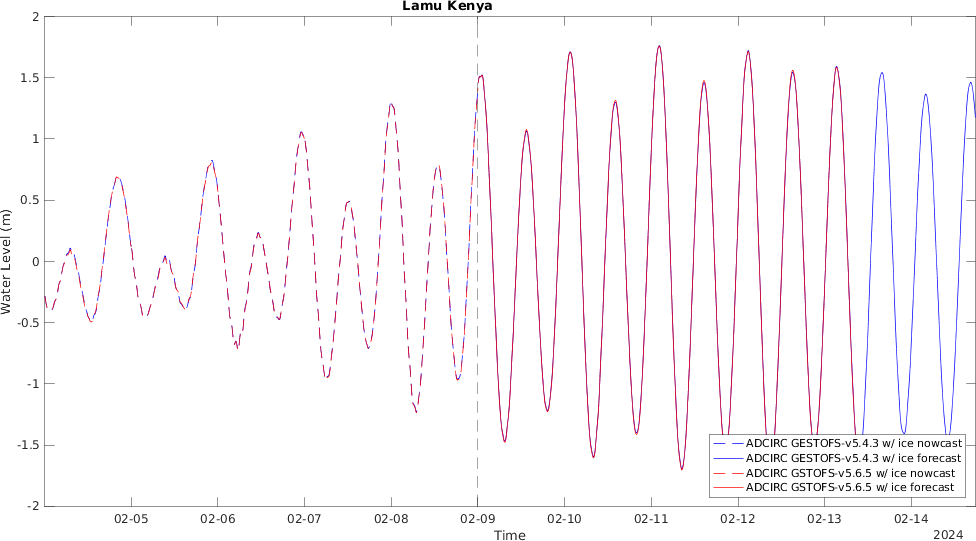 Lamu Kenya
2
1.5
1
0.5
0
-0.5
-1
-1.5
-2
Water Level (m)
ADCIRC GESTOFS-v5.4.3 w/ ice nowcast
ADCIRC GESTOFS-v5.4.3 w/ ice forecast
ADCIRC GSTOFS-v5.6.5 w/ ice nowcast
ADCIRC GSTOFS-v5.6.5 w/ ice forecast
02-05 02-06 02-07 02-08 02-09 02-10 02-11 02-12 02-13 02-14
Time
2024